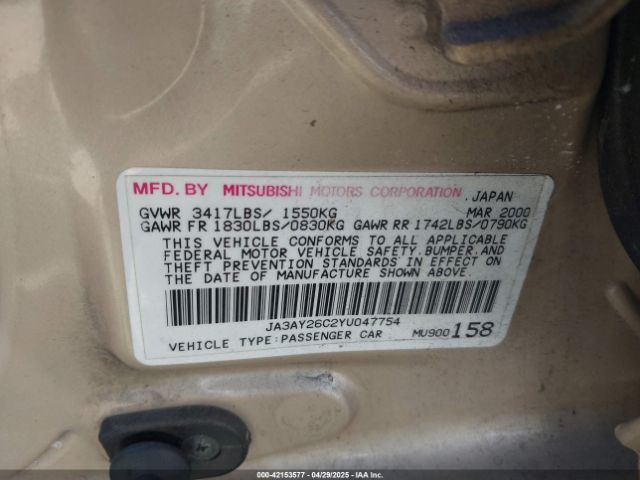 MFD. BY MITSUBISHI MOTORS CORPORATION, JAPAN
GVWR 3417LBS/ 1550KG MAR 2000
GAWR FR 1830LBS/0830KG GAWR RR 1742LBS/0790KG
THIS VEHICLE CONFORMS TO ALL APPLICABLE
FEDERAL MOTOR VEHICLE SAFETY,BUMPER,AND
THEFT PREVENTION STANDARDS IN EFFECT ON
THE DATE OF MANUFACTURE SHOWN ABOVE.
JA3AY26C2YU047754
VEHICLE TYPE:PASSENGER CAR MU900158
000-42153577 - 04/29/2025 - IAAI.COM